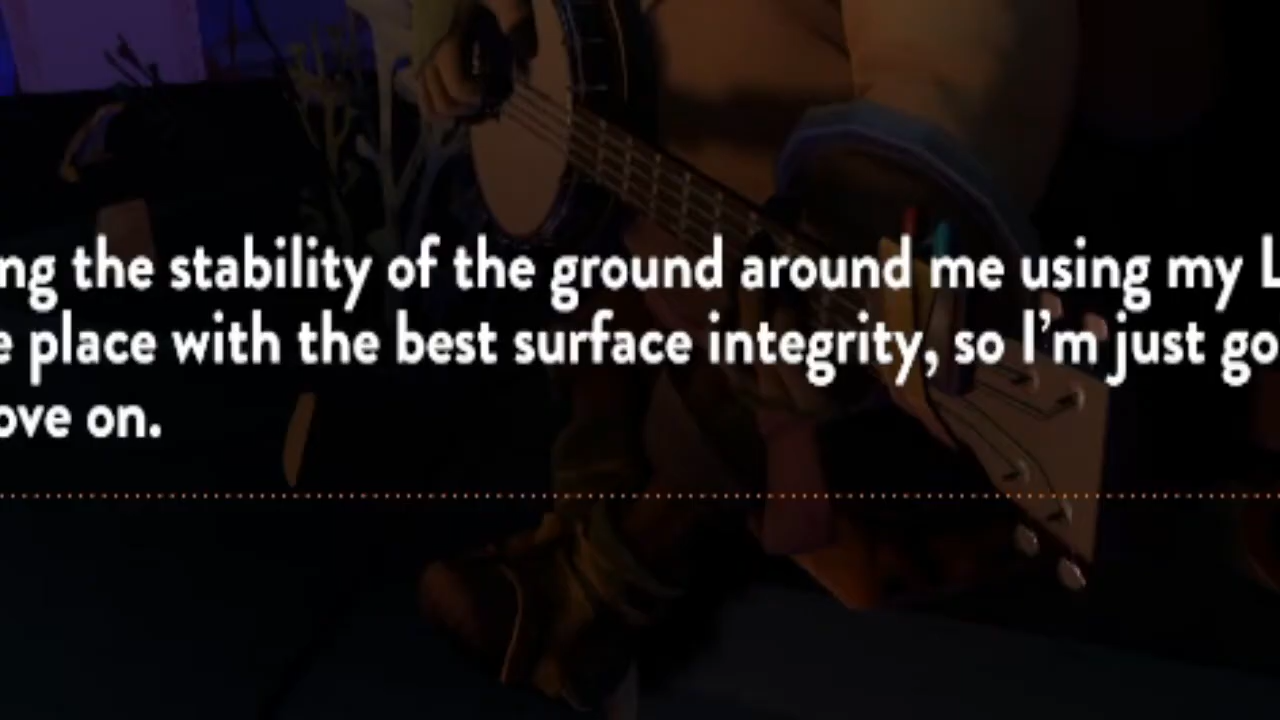 ng the stability of the ground around me using my L
e place with the best surface integrity, so I'm just go
ove on.